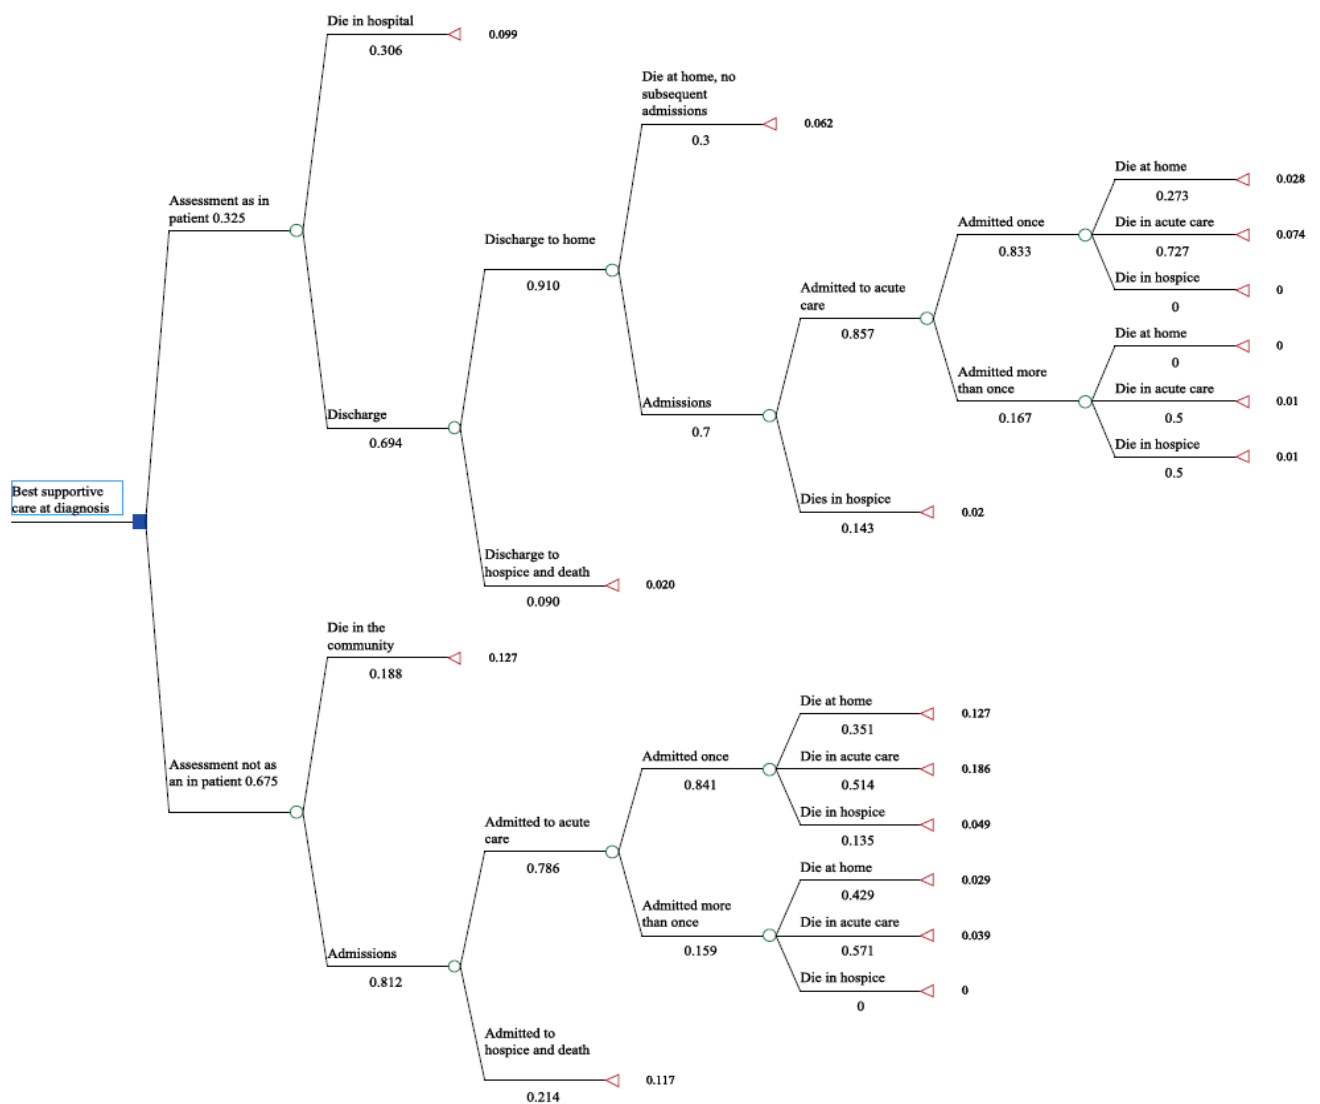 Die in hospital
0.306
0.099
Die at home, no
subsequent
admissions
0.3
0.062
Assessment as in
patient 0.325
Discharge to home
0.910
Die at home
0.273
0.028
Admitted once
0.833
Die in acute care
0.727
0.074
Die in hospice
0
0
Admitted to acute
care
0.857
Die at home
0
0
Admitted more
than once
0.167
Die in acute care
0.5
0.01
Die in hospice
0.5
0.01
Discharge
0.694
Admissions
0.7
Dies in hospice
0.143
0.02
Best supportive
care at diagnosis
Discharge to
hospice and death
0.090
0.020
Die in the
community
0.188
0.127
Assessment not as
an in patient 0.675
Die at home
0.351
0.127
Admitted once
0.841
Die in acute care
0.514
0.186
Die in hospice
0.135
0.049
Admitted to acute
care
0.786
Die at home
0.429
0.029
Admitted more
than once
0.159
Die in acute care
0.571
0.039
Die in hospice
0
0
Admissions
0.812
Admitted to
hospice and death
0.214
0.117